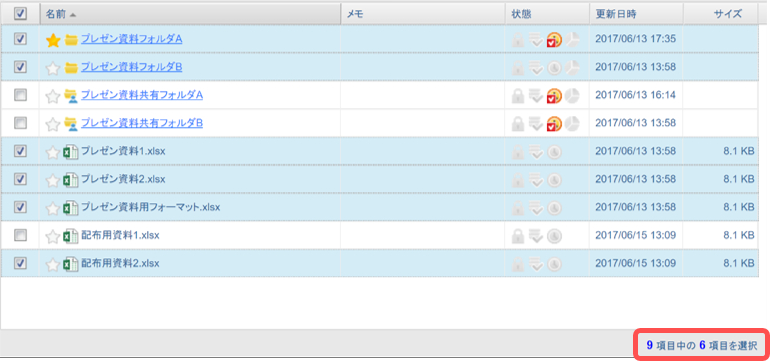 名前 メモ 状態 更新日時 サイズ
プレゼン資料フォルダA 2017/06/13 17:35
プレゼン資料フォルダB 2017/06/13 13:58
プレゼン資料共有フォルダA 2017/06/13 16:14
プレゼン資料共有フォルダB 2017/06/13 13:58
プレゼン資料1.xlsx 2017/06/13 13:58 8.1 KB
プレゼン資料2.xlsx 2017/06/13 13:58 8.1 KB
プレゼン資料用フォーマット.xlsx 2017/06/13 13:58 8.1 KB
配布用資料1.xlsx 2017/06/15 13:09 8.1 KB
配布用資料2.xlsx 2017/06/15 13:09 8.1 KB
9 項目中の 6 項目を選択